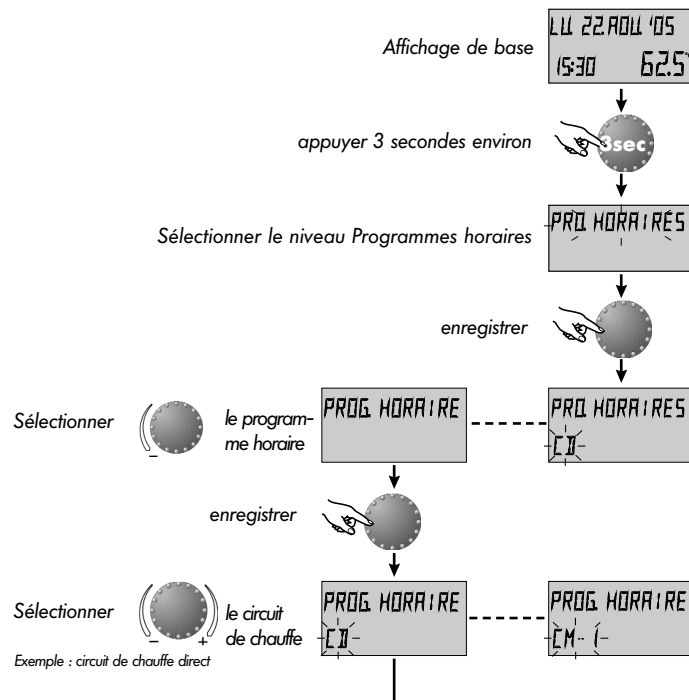 Affichage de base
LU. 22.AOU. '05
15:30 62.5°
appuyer 3 secondes environ
3sec
Sélectionner le niveau Programmes horaires
PRO. HORAIRES
enregistrer
Sélectionner
–
le program-
me horaire
PROG. HORAIRE
PRO. HORAIRES
CD
enregistrer
Sélectionner
– +
le circuit
de chauffe
Exemple : circuit de chauffe direct
PROG. HORAIRE
CD
PROG. HORAIRE
CM-1